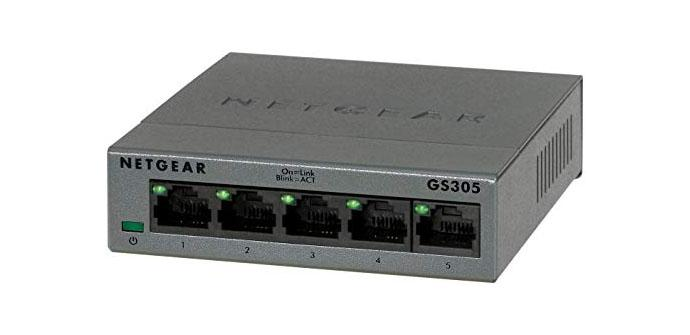 NETGEAR
NETGEAR
On=Link
Blink=ACT
GS305
1 2 3 4 5